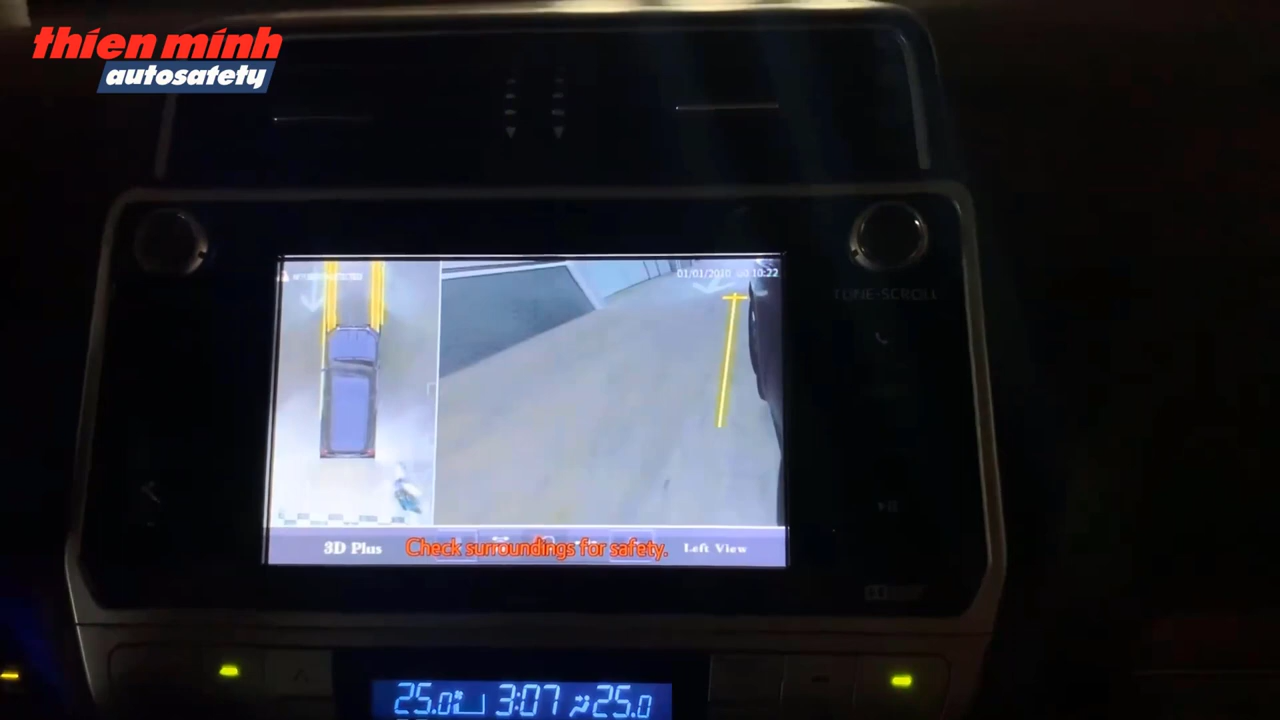 thien minh
autosafety
01/01/2010 10:22
TUNE•SCROLL
3D Plus
Check surroundings for safety.
Left View
25.0 3:07 25.0